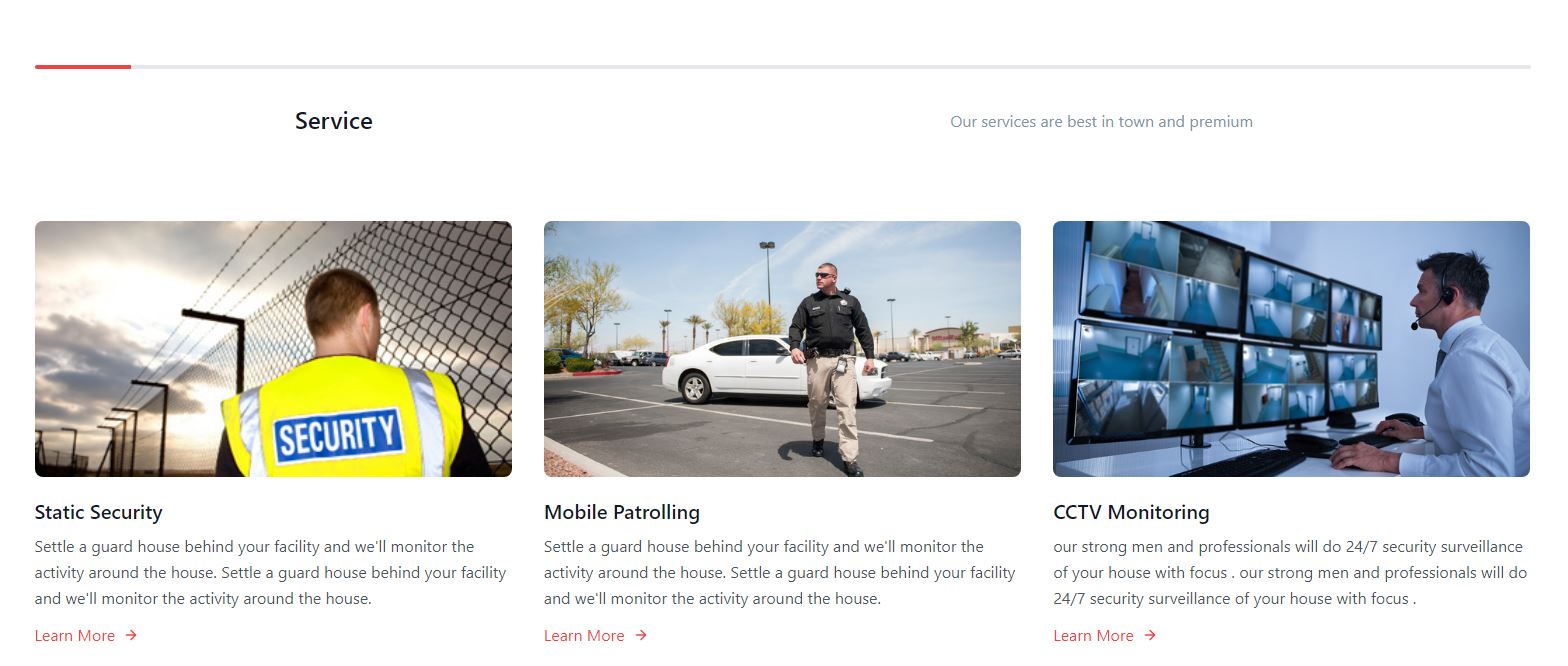 Service
Our services are best in town and premium
SECURITY
Static Security
Settle a guard house behind your facility and we'll monitor the
activity around the house. Settle a guard house behind your facility
and we'll monitor the activity around the house.
Learn More →
Mobile Patrolling
Settle a guard house behind your facility and we'll monitor the
activity around the house. Settle a guard house behind your facility
and we'll monitor the activity around the house.
Learn More →
CCTV Monitoring
our strong men and professionals will do 24/7 security surveillance
of your house with focus . our strong men and professionals will do
24/7 security surveillance of your house with focus .
Learn More →